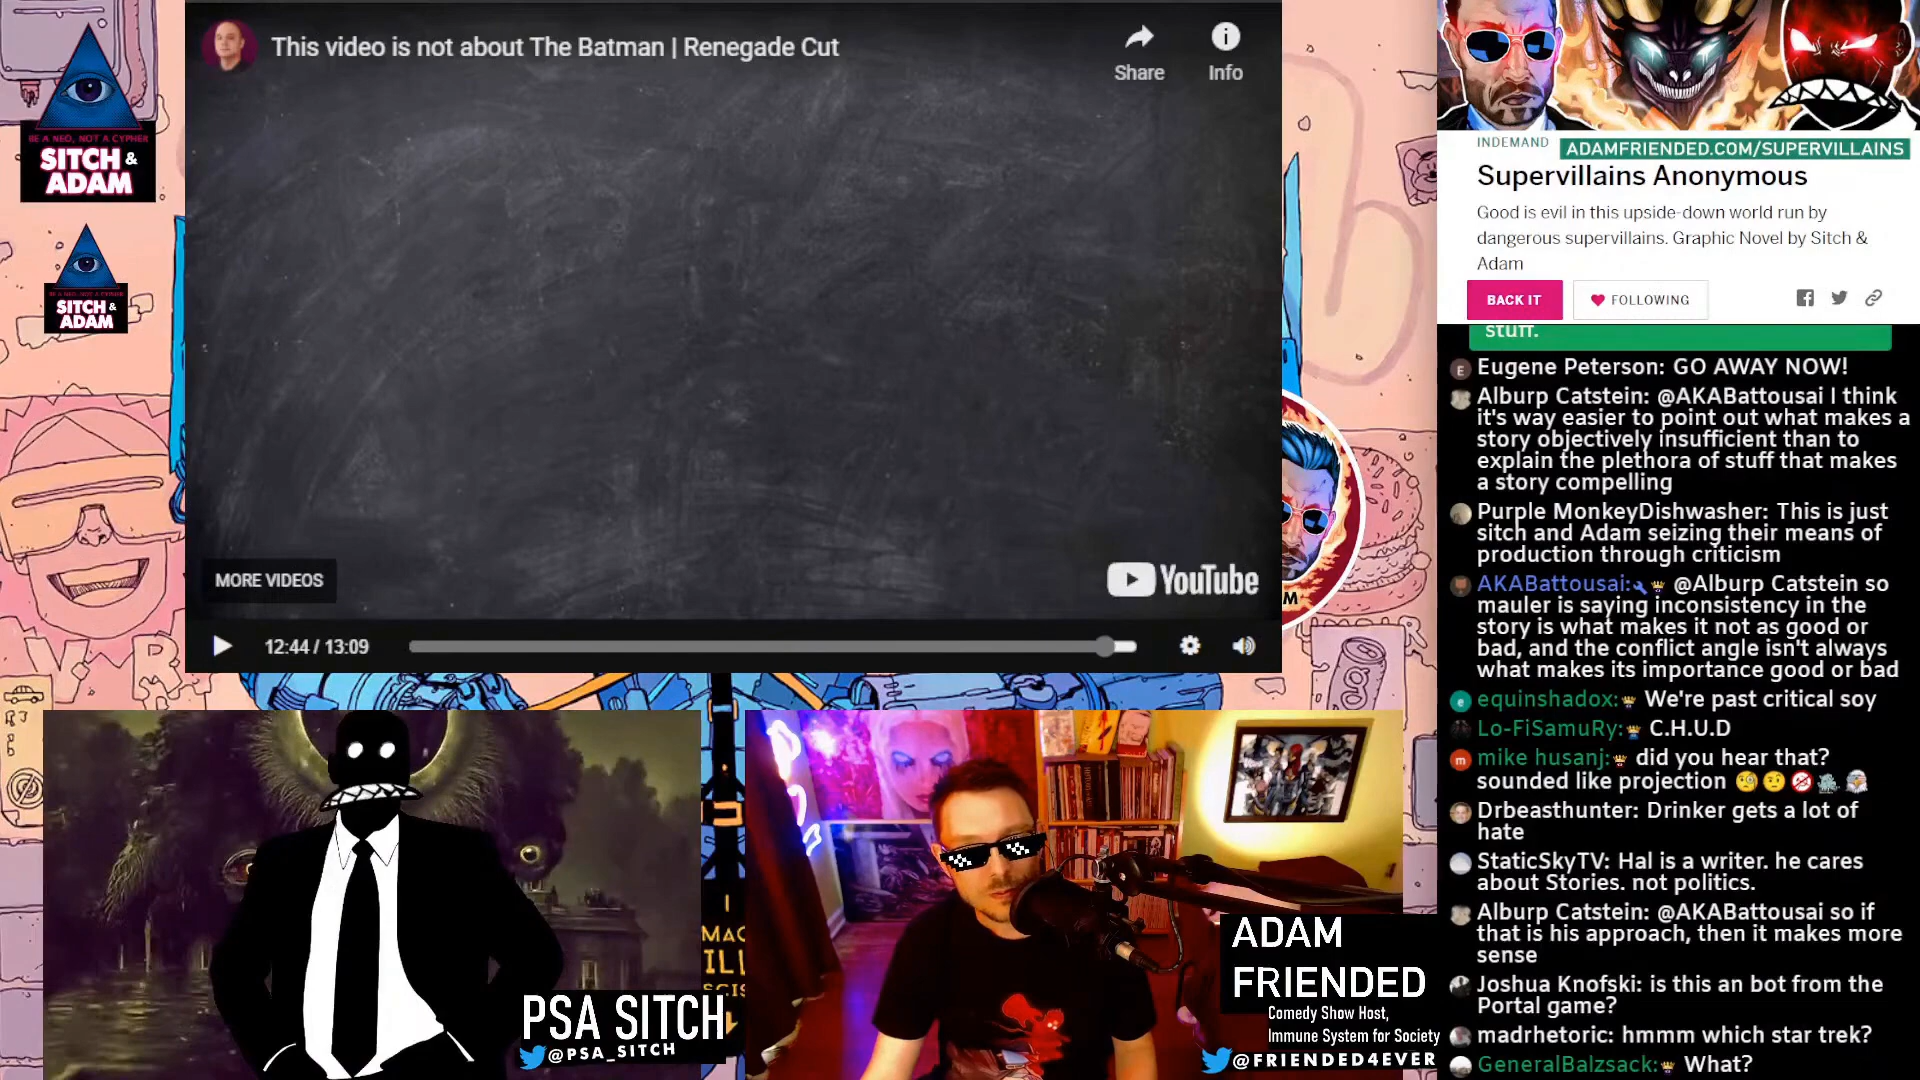 This video is not about The Batman | Renegade Cut
Share
Info
BE A NEO, NOT A CYPHER
SITCH &
ADAM
SITCH &
ADAM
MORE VIDEOS
YouTube
12:44 / 13:09
INDEMAND
ADAMFRIENDED.COM/SUPERVILLAINS
Supervillains Anonymous
Good is evil in this upside-down world run by
dangerous supervillains. Graphic Novel by Sitch &
Adam
BACK IT
FOLLOWING
stuff.
Eugene Peterson: GO AWAY NOW!
Alburp Catstein: @AKABattousai I think
it's way easier to point out what makes a
story objectively insufficient than to
explain the plethora of stuff that makes
a story compelling
Purple MonkeyDishwasher: This is just
sitch and Adam seizing their means of
production through criticism
AKABattousai: @Alburp Catstein so
mauler is saying inconsistency in the
story is what makes it not as good or
bad, and the conflict angle isn't always
what makes its importance good or bad
equinshadox: We're past critical soy
Lo-FiSamuRy: C.H.U.D
mike husanj: did you hear that?
sounded like projection
Drbeasthunter: Drinker gets a lot of
hate
StaticSkyTV: Hal is a writer. he cares
about Stories. not politics.
Alburp Catstein: @AKABattousai so if
that is his approach, then it makes more
sense
Joshua Knofski: is this an bot from the
Portal game?
madrhetoric: hmmm which star trek?
GeneralBalzsack: What?
PSA SITCH
@PSA_SITCH
ADAM
FRIENDED
Comedy Show Host,
Immune System for Society
@FRIENDED4EVER